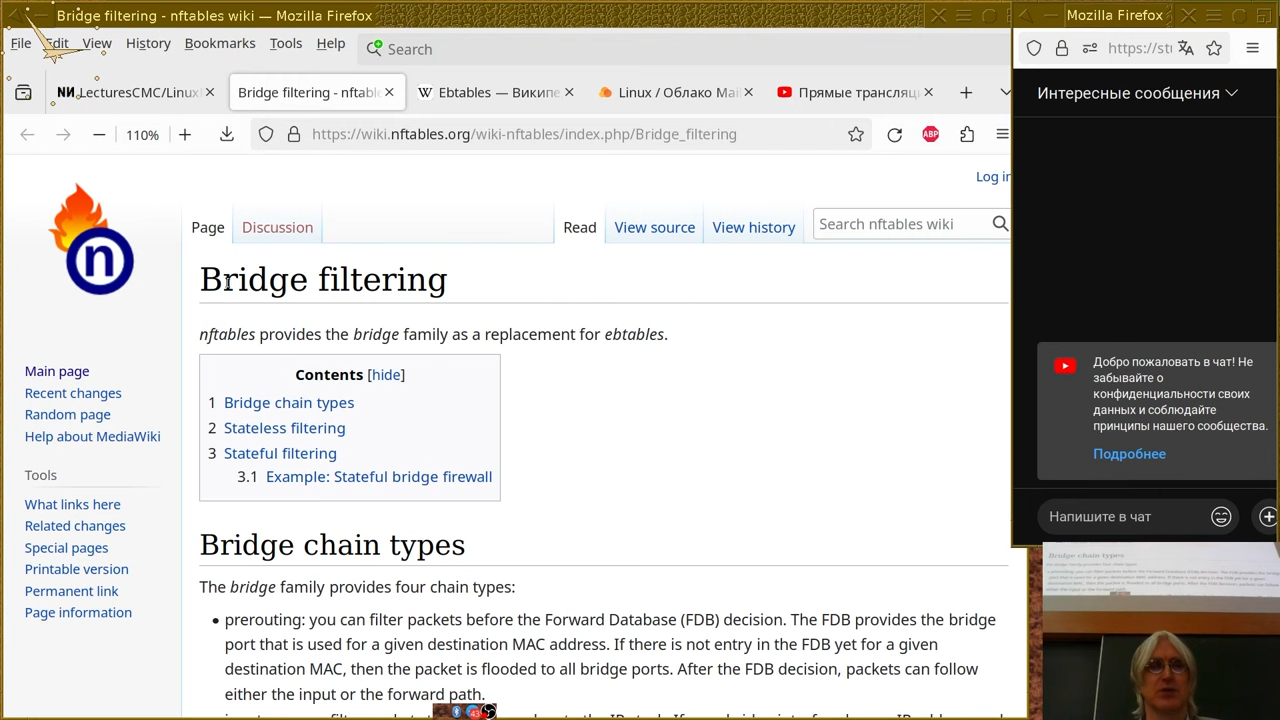 Bridge filtering - nftables wiki — Mozilla Firefox
File Edit View History Bookmarks Tools Help
Search
LecturesCMC/Linux
Bridge filtering - nftable
Ebtables — Википе
Linux / Облако Mai
Прямые трансляц
110%
https://wiki.nftables.org/wiki-nftables/index.php/Bridge_filtering
ABP
Log in
Page
Discussion
Read
View source
View history
Search nftables wiki
n
Main page
Recent changes
Random page
Help about MediaWiki
Tools
What links here
Related changes
Special pages
Printable version
Permanent link
Page information
Bridge filtering
nftables provides the bridge family as a replacement for ebtables.
Contents [hide]
1 Bridge chain types
2 Stateless filtering
3 Stateful filtering
3.1 Example: Stateful bridge firewall
Bridge chain types
The bridge family provides four chain types:
• prerouting: you can filter packets before the Forward Database (FDB) decision. The FDB provides the bridge
port that is used for a given destination MAC address. If there is not entry in the FDB yet for a given
destination MAC, then the packet is flooded to all bridge ports. After the FDB decision, packets can follow
either the input or the forward path.
Mozilla Firefox
https://stu
Интересные сообщения
Добро пожаловать в чат! Не
забывайте о
конфиденциальности своих
данных и соблюдайте
принципы нашего сообщества.
Подробнее
Напишите в чат
Bridge chain types